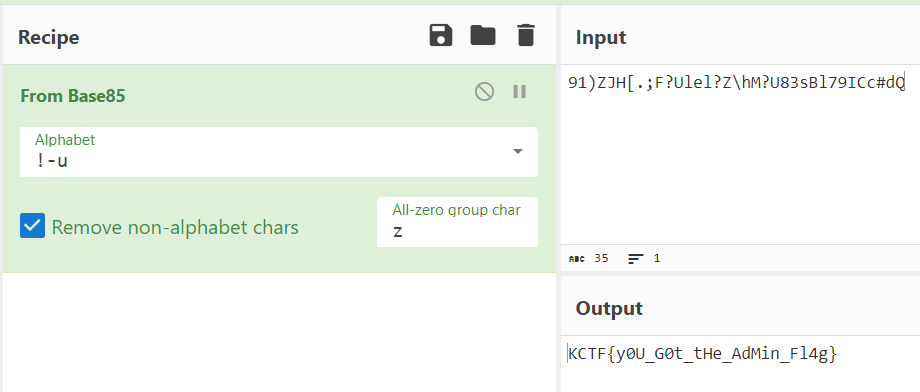 Recipe
From Base85
Alphabet
!-u
Remove non-alphabet chars
All-zero group char
z
Input
91)ZJH[.;F?Ulel?Z\hM?U83sBl79ICc#dQ
ABC 35 1
Output
KCTF{y0U_G0t_tHe_AdMin_Fl4g}